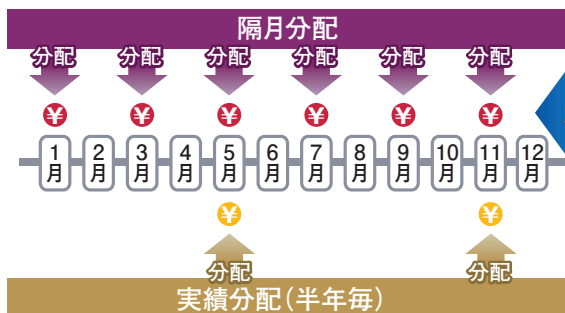 隔月分配
分配 分配 分配 分配 分配 分配
¥ ¥ ¥ ¥ ¥ ¥
1月 2月 3月 4月 5月 6月 7月 8月 9月 10月 11月 12月
¥ ¥
分配 分配
実績分配(半年毎)